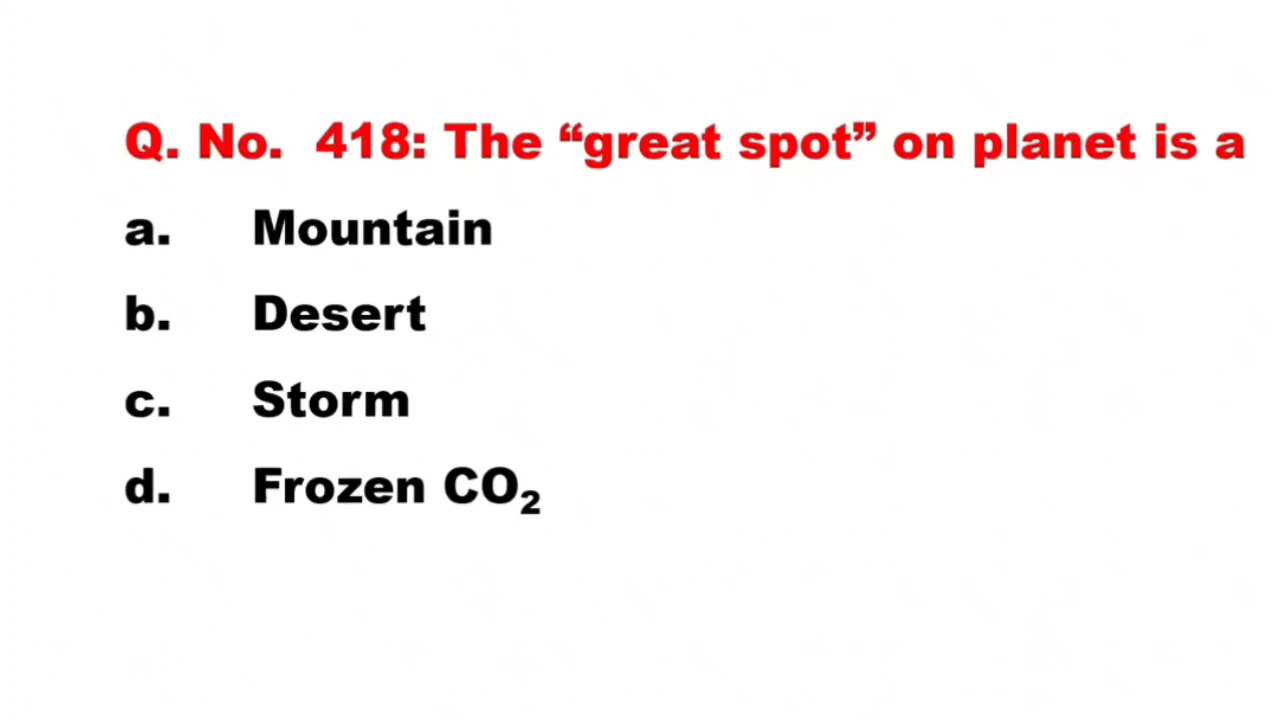 Q. No. 418: The “great spot” on planet is a
a. Mountain
b. Desert
c. Storm
d. Frozen CO₂